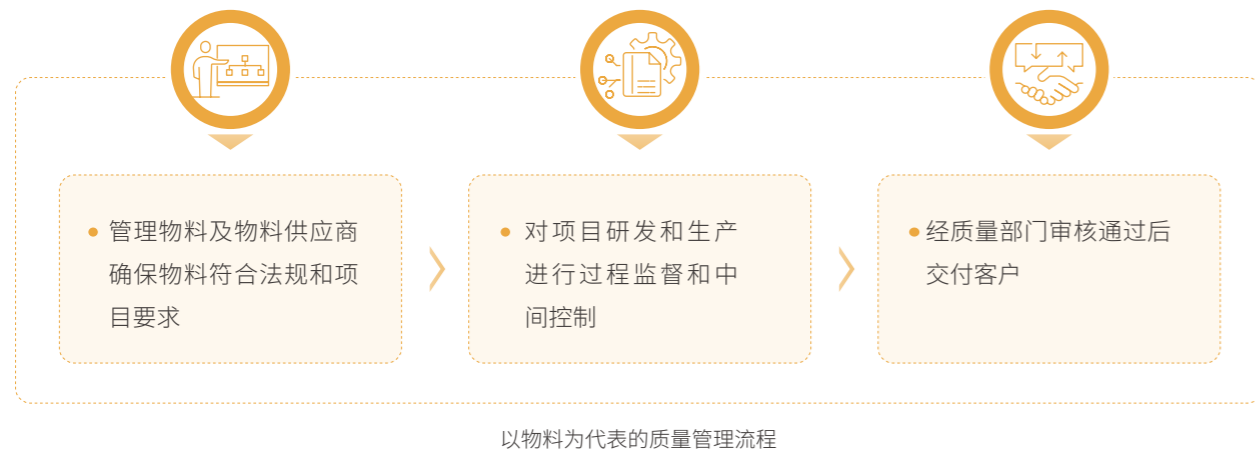 管理物料及物料供应商
确保物料符合法规和项
目要求
对项目研发和生产
进行过程监督和中
间控制
经质量部门审核通过后
交付客户
以物料为代表的质量管理流程